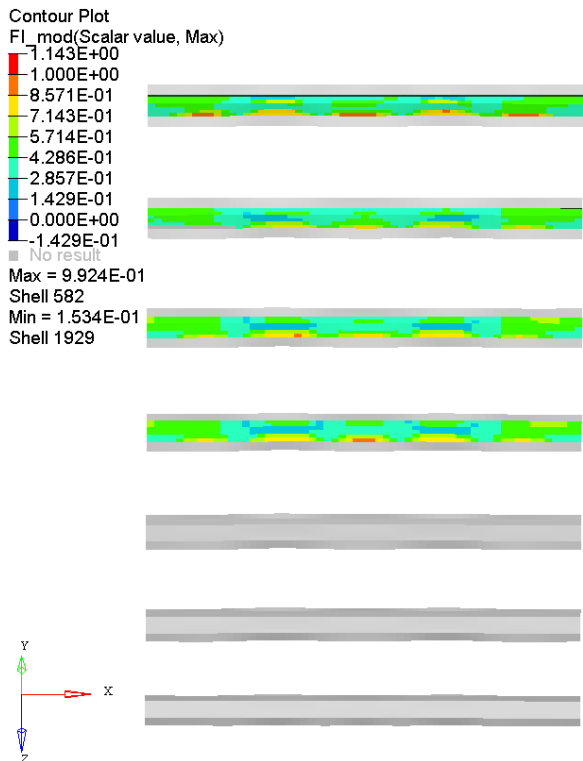 Contour Plot
FI_mod(Scalar value, Max)
1.143E+00
1.000E+00
8.571E-01
7.143E-01
5.714E-01
4.286E-01
2.857E-01
1.429E-01
0.000E+00
-1.429E-01
No result
Max = 9.924E-01
Shell 582
Min = 1.534E-01
Shell 1929
Y
X
Z